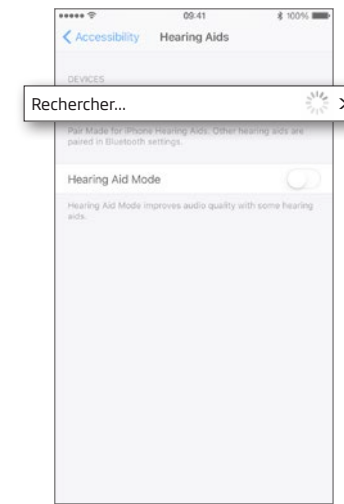 09:41
100%
Accessibility
Hearing Aids
DEVICES
Rechercher...
Pair Made for iPhone Hearing Aids. Other hearing aids are
paired in Bluetooth settings.
Hearing Aid Mode
Hearing Aid Mode improves audio quality with some hearing
aids.